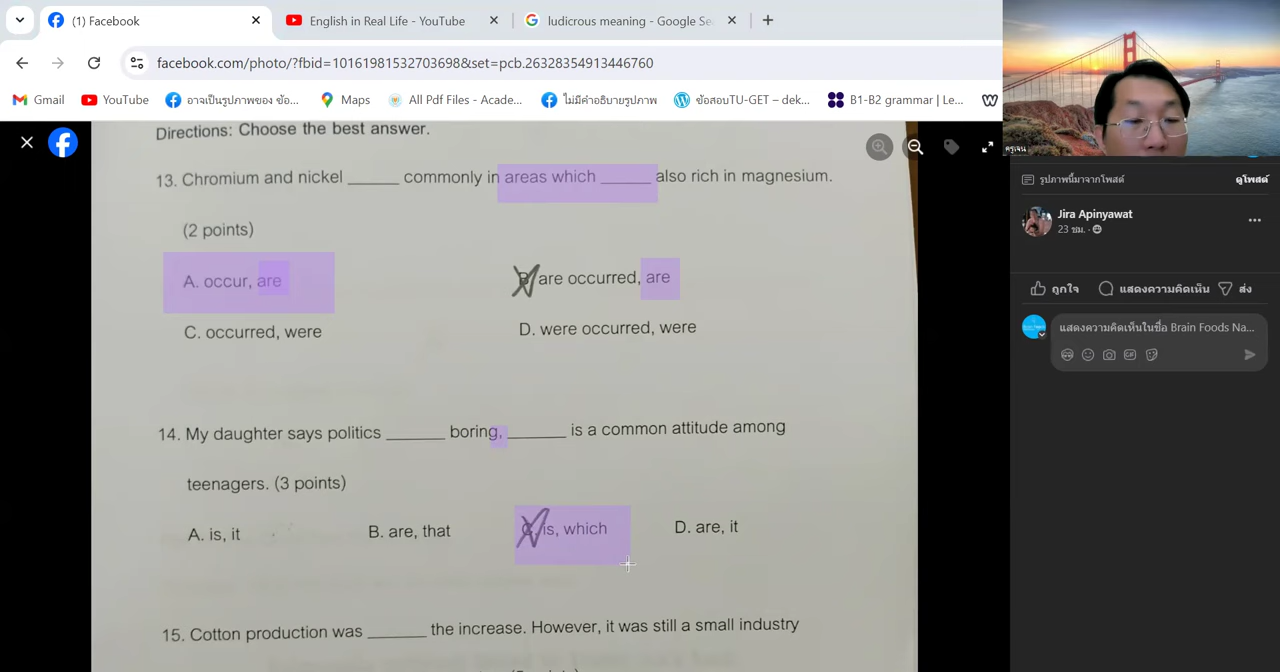 (1) Facebook
English in Real Life - YouTube
ludicrous meaning - Google Se
facebook.com/photo/?fbid=10161981532703698&set=pcb.26328354913446760
Gmail
YouTube
อาจเป็นรูปภาพของ ข้อ...
Maps
All Pdf Files - Acade...
ไม่มีคำอธิบายรูปภาพ
ข้อสอบTU-GET – dek...
B1-B2 grammar | Le...
ครูเจน
Directions: Choose the best answer.
13. Chromium and nickel ______ commonly in areas which ______ also rich in magnesium.
(2 points)
A. occur, are
B. are occurred, are
C. occurred, were
D. were occurred, were
14. My daughter says politics _______ boring, _______ is a common attitude among
teenagers. (3 points)
A. is, it
B. are, that
C. is, which
D. are, it
15. Cotton production was _______ the increase. However, it was still a small industry
รูปภาพนี้มาจากโพสต์
ดูโพสต์
Jira Apinyawat
23 ชม.
ถูกใจ
แสดงความคิดเห็น
ส่ง
แสดงความคิดเห็นในชื่อ Brain Foods Na...